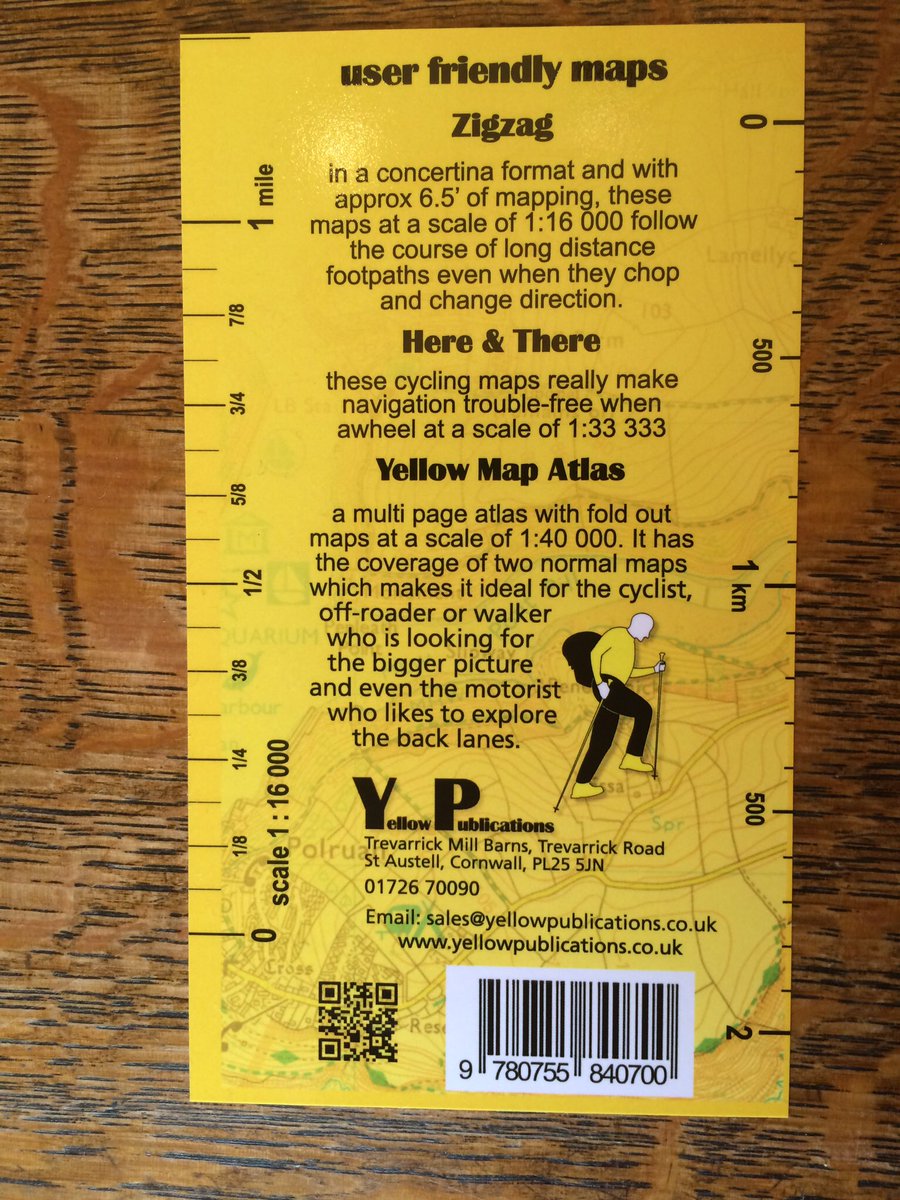 user friendly maps
Zigzag
in a concertina format and with
approx 6.5' of mapping, these
maps at a scale of 1:16 000 follow
the course of long distance
footpaths even when they chop
and change direction.
Here & There
these cycling maps really make
navigation trouble-free when
awheel at a scale of 1:33 333
Yellow Map Atlas
a multi page atlas with fold out
maps at a scale of 1:40 000. It has
the coverage of two normal maps
which makes it ideal for the cyclist,
off-roader or walker
who is looking for
the bigger picture
and even the motorist
who likes to explore
the back lanes.
Yellow Publications
Trevarrick Mill Barns, Trevarrick Road
St Austell, Cornwall, PL25 5JN
01726 70090
Email: sales@yellowpublications.co.uk
www.yellowpublications.co.uk
9 780755 840700
1 mile
7/8
3/4
5/8
1/2
3/8
1/4
1/8
0
scale 1 : 16 000
0
500
1 km
500
2
103
Polruan
Cross
Spr